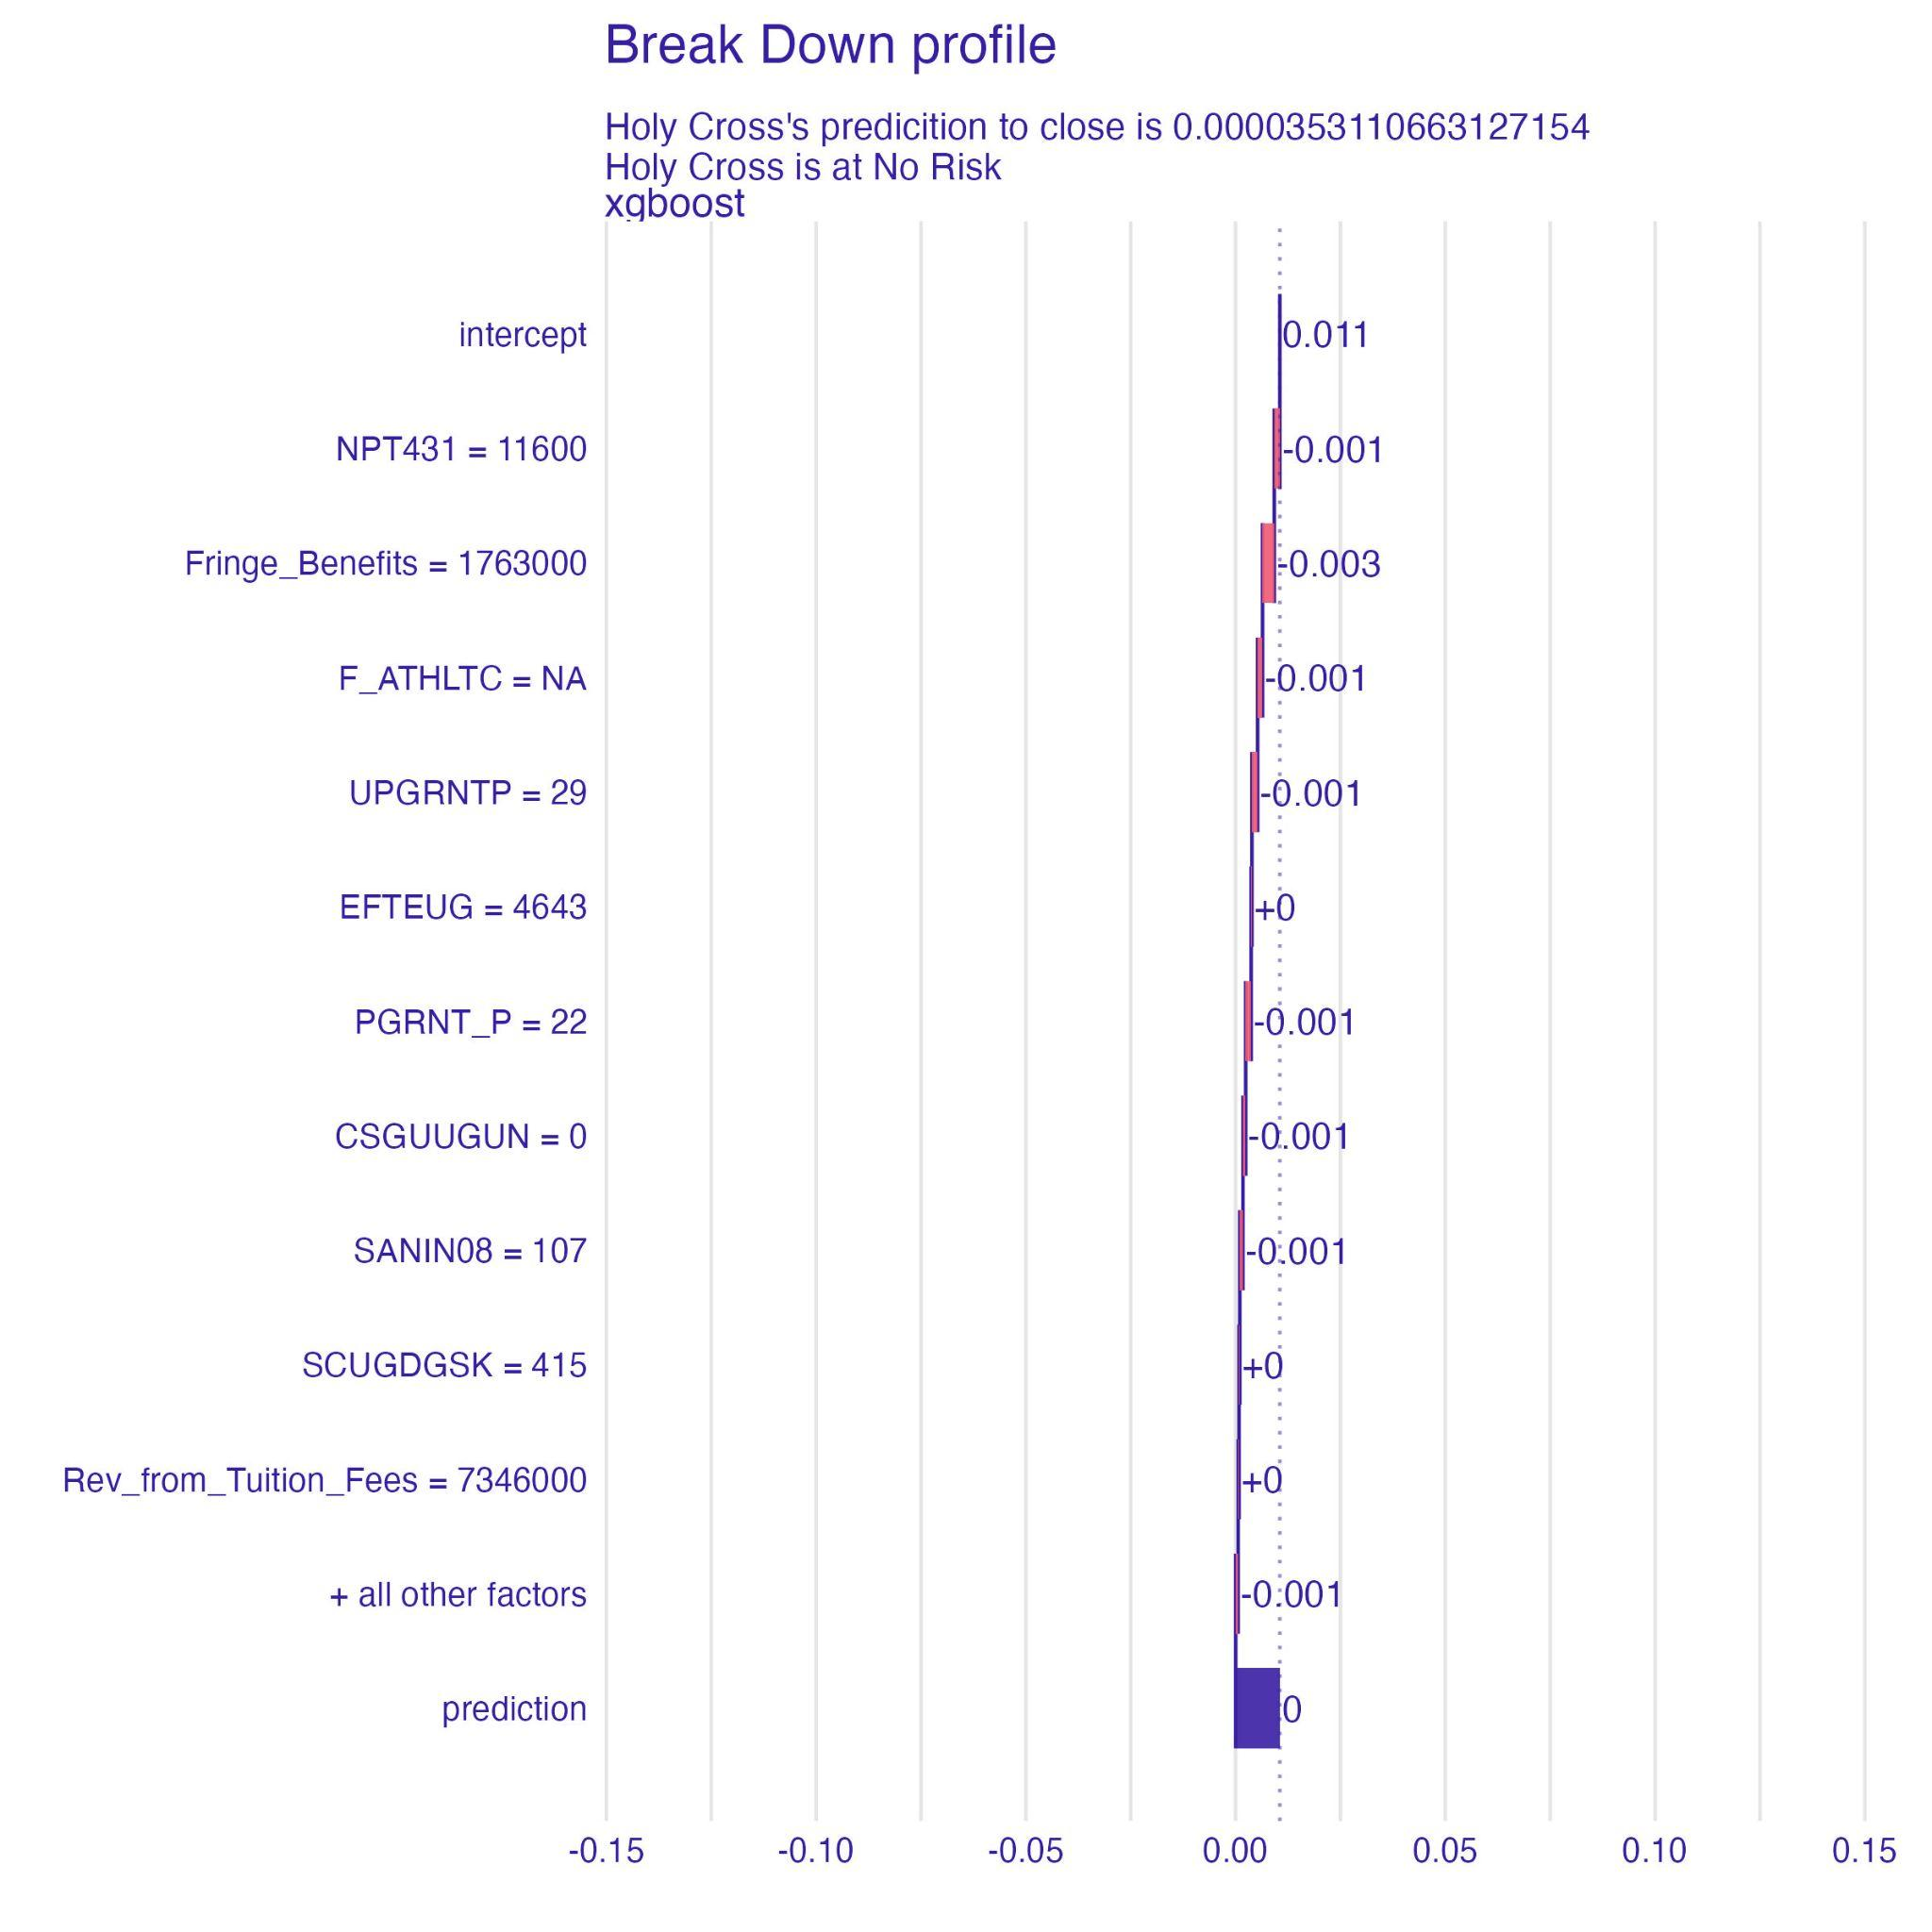 Break Down profile
Holy Cross's predicition to close is 0.0000353110663127154
Holy Cross is at No Risk
xgboost
intercept 0.011
NPT431 = 11600 -0.001
Fringe_Benefits = 1763000 -0.003
F_ATHLTC = NA -0.001
UPGRNTP = 29 -0.001
EFTEUG = 4643 +0
PGRNT_P = 22 -0.001
CSGUUGUN = 0 -0.001
SANIN08 = 107 -0.001
SCUGDGSK = 415 +0
Rev_from_Tuition_Fees = 7346000 +0
+ all other factors -0.001
prediction 0
-0.15 -0.10 -0.05 0.00 0.05 0.10 0.15